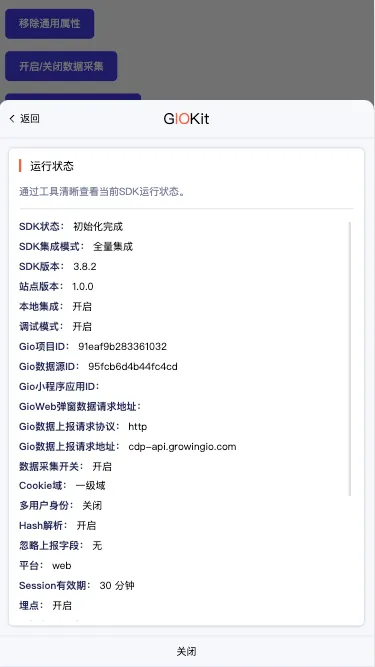 移除通用属性
开启/关闭数据采集
返回
GIOKit
运行状态
通过工具清晰查看当前SDK运行状态。
SDK状态： 初始化完成
SDK集成模式： 全量集成
SDK版本： 3.8.2
站点版本： 1.0.0
本地集成： 开启
调试模式： 开启
Gio项目ID： 91eaf9b283361032
Gio数据源ID： 95fcb6d4b44fc4cd
Gio小程序应用ID：
GioWeb弹窗数据请求地址：
Gio数据上报请求协议： http
Gio数据上报请求地址： cdp-api.growingio.com
数据采集开关： 开启
Cookie域： 一级域
多用户身份： 关闭
Hash解析： 开启
忽略上报字段： 无
平台： web
Session有效期： 30 分钟
埋点： 开启
关闭